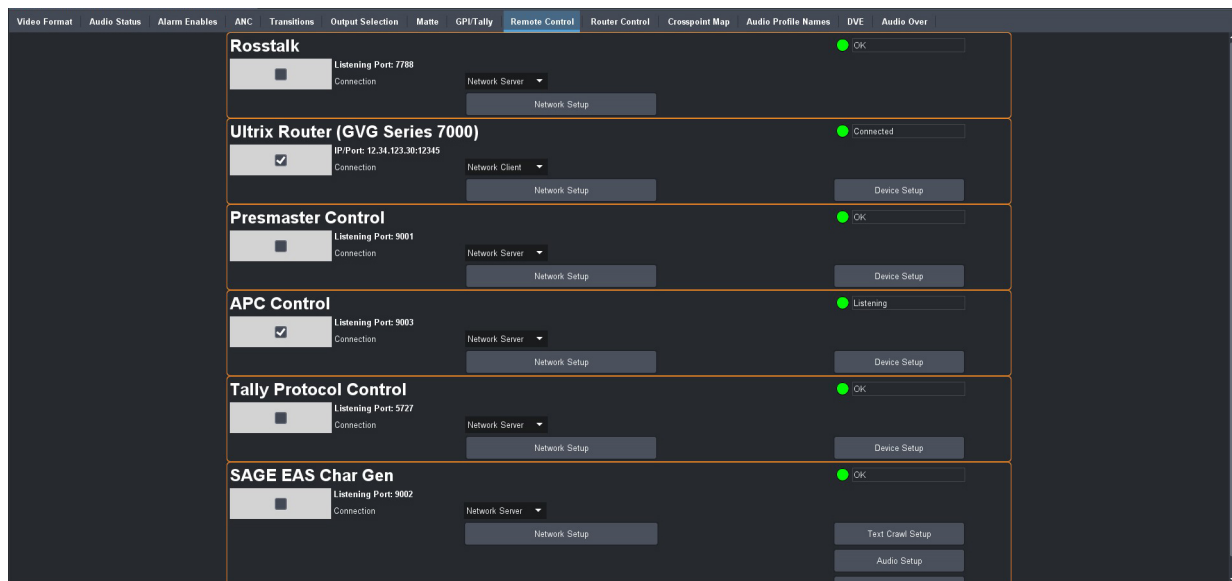 Video Format Audio Status Alarm Enables ANC Transitions Output Selection Matte GPI/Tally Remote Control Router Control Crosspoint Map Audio Profile Names DVE Audio Over
Rosstalk
OK
Listening Port: 7788
Connection Network Server
Network Setup
Ultrix Router (GVG Series 7000)
Connected
IP/Port: 12.34.123.30:12345
Connection Network Client
Network Setup Device Setup
Presmaster Control
OK
Listening Port: 9001
Connection Network Server
Network Setup Device Setup
APC Control
Listening
Listening Port: 9003
Connection Network Server
Network Setup Device Setup
Tally Protocol Control
OK
Listening Port: 5727
Connection Network Server
Network Setup Device Setup
SAGE EAS Char Gen
OK
Listening Port: 9002
Connection Network Server
Network Setup Text Crawl Setup
Audio Setup